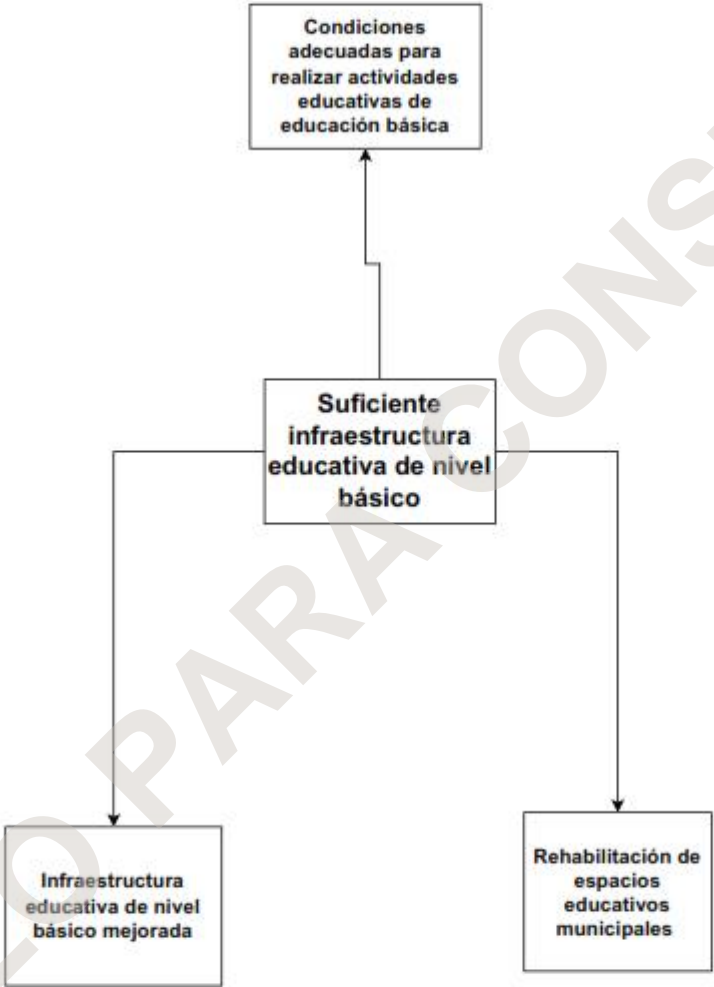 Condiciones
adecuadas para
realizar actividades
educativas de
educación básica
Suficiente
infraestructura
educativa de nivel
básico
Infraestructura
educativa de nivel
básico mejorada
Rehabilitación de
espacios
educativos
municipales
PARA